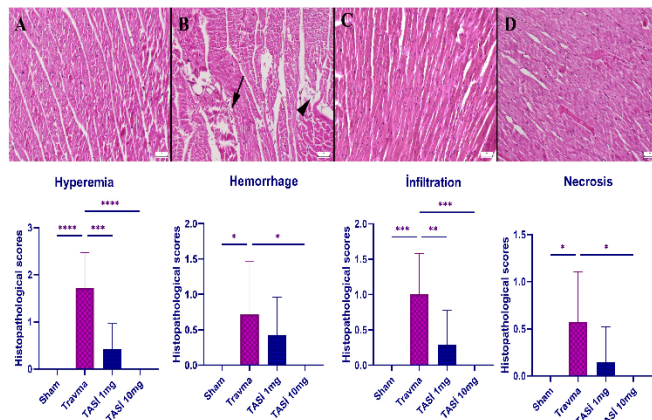 A B C D
Hyperemia
Histopathological scores
3
2
1
0
****
**** ***
Sham
Travma
TASİ 1mg
TASİ 10mg
Hemorrhage
Histopathological scores
2.0
1.5
1.0
0.5
0.0
* *
Sham
Travma
TASİ 1mg
TASİ 10mg
İnfiltration
Histopathological scores
2.0
1.5
1.0
0.5
0.0
***
*** **
Sham
Travma
TASİ 1mg
TASİ 10mg
Necrosis
Histopathological scores
1.5
1.0
0.5
0.0
* *
Sham
Travma
TASİ 1mg
TASİ 10mg